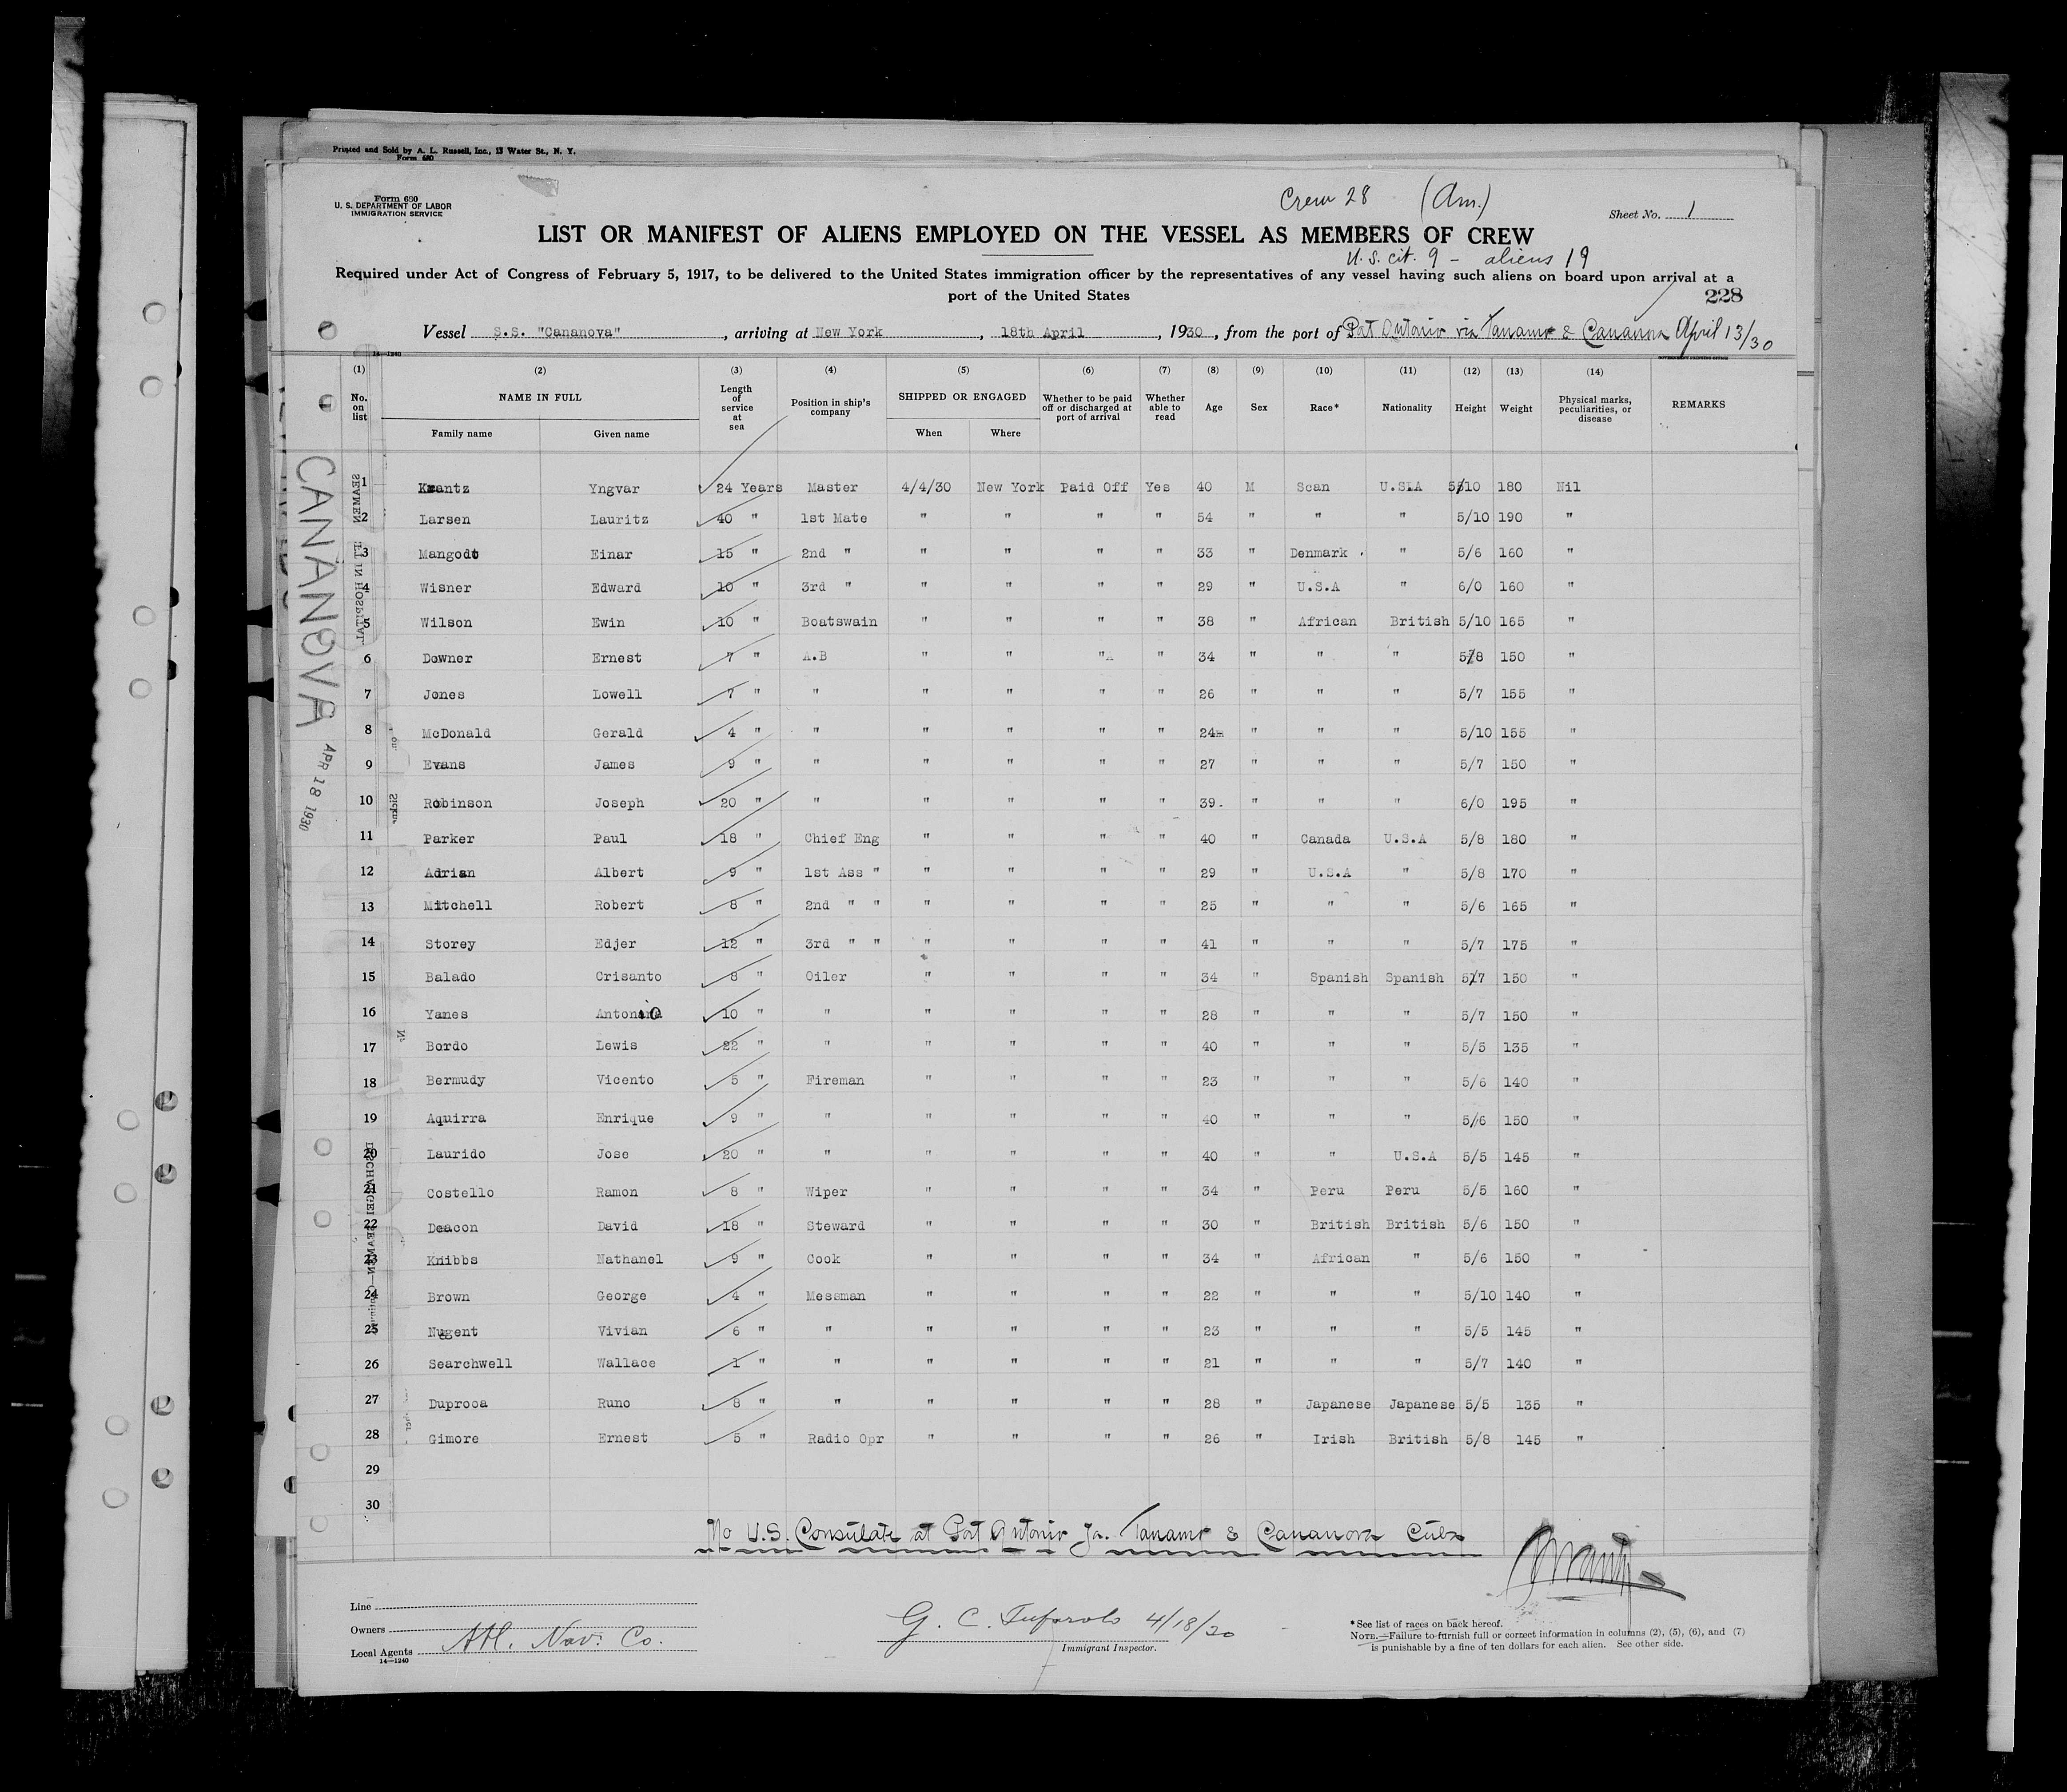 Printed and Sold by A. L. Russell, Inc., 13 Water St., N. Y.
Form 680
Form 680
U. S. DEPARTMENT OF LABOR
IMMIGRATION SERVICE
Crew 28 (Am.)
Sheet No. 1
LIST OR MANIFEST OF ALIENS EMPLOYED ON THE VESSEL AS MEMBERS OF CREW
U.S. cit. 9 - aliens 19
Required under Act of Congress of February 5, 1917, to be delivered to the United States immigration officer by the representatives of any vessel having such aliens on board upon arrival at a
port of the United States
228
Vessel S.S. "Cananova", arriving at New York, 18th April, 1930, from the port of Port Antonio via Tanamo & Cananova April 13/30
14—1240
(1) (2) (3) (4) (5) (6) (7) (8) (9) (10) (11) (12) (13) (14)
No. on list NAME IN FULL Length of service at sea Position in ship's company SHIPPED OR ENGAGED Whether to be paid off or discharged at port of arrival Whether able to read Age Sex Race* Nationality Height Weight Physical marks, peculiarities, or disease REMARKS
Family name Given name When Where
1 Krantz Yngvar 24 Years Master 4/4/30 New York Paid Off Yes 40 M Scan U.S.A 5/10 180 Nil
2 Larsen Lauritz 40 " 1st Mate " " " " 54 " " " 5/10 190 "
3 Mangodt Einar 15 " 2nd " " " " " 33 " Denmark " 5/6 160 "
4 Wisner Edward 10 " 3rd " " " " " 29 " U.S.A " 6/0 160 "
5 Wilson Ewin 10 " Boatswain " " " " 38 " African British 5/10 165 "
6 Downer Ernest 7 " A.B " " " " 34 " " " 5/8 150 "
7 Jones Lowell 7 " " " " " " 26 " " " 5/7 155 "
8 McDonald Gerald 4 " " " " " " 24 " " " 5/10 155 "
9 Evans James 9 " " " " " " 27 " " " 5/7 150 "
10 Robinson Joseph 20 " " " " " " 39 " " " 6/0 195 "
11 Parker Paul 18 " Chief Eng " " " " 40 " Canada U.S.A 5/8 180 "
12 Adrian Albert 9 " 1st Ass " " " " " 29 " U.S.A " 5/8 170 "
13 Mitchell Robert 8 " 2nd " " " " " " 25 " " " 5/6 165 "
14 Storey Edjer 12 " 3rd " " " " " " 41 " " " 5/7 175 "
15 Balado Crisanto 8 " Oiler " " " " 34 " Spanish Spanish 5/7 150 "
16 Yanes Antonio 10 " " " " " " 28 " " " 5/7 150 "
17 Bordo Lewis 22 " " " " " " 40 " " " 5/5 135 "
18 Bermudy Vicento 5 " Fireman " " " " 23 " " " 5/6 140 "
19 Aquirra Enrique 9 " " " " " " 40 " " " 5/6 150 "
20 Laurido Jose 20 " " " " " " 40 " " U.S.A 5/5 145 "
21 Costello Ramon 8 " Wiper " " " " 34 " Peru Peru 5/5 160 "
22 Deacon David 18 " Steward " " " " 30 " British British 5/6 150 "
23 Knibbs Nathanel 9 " Cook " " " " 34 " African " 5/6 150 "
24 Brown George 4 " Messman " " " " 22 " " " 5/10 140 "
25 Nugent Vivian 6 " " " " " " 23 " " " 5/5 145 "
26 Searchwell Wallace 1 " " " " " " 21 " " " 5/7 140 "
27 Duprooa Runo 8 " " " " " " 28 " Japanese Japanese 5/5 135 "
28 Gimore Ernest 5 " Radio Opr " " " " 26 " Irish British 5/8 145 "
29
30
CANANOVA
APR 18 1930
No U.S. Consulate at Port Antonio Ja. Tanamo & Cananova Cuba
Line
Owners
Local Agents Atl. Nav. Co.
14—1240
G. C. Tuforolo 4/18/30
Immigrant Inspector.
*See list of races on back hereof.
NOTE.—Failure to furnish full or correct information in columns (2), (5), (6), and (7)
is punishable by a fine of ten dollars for each alien. See other side.